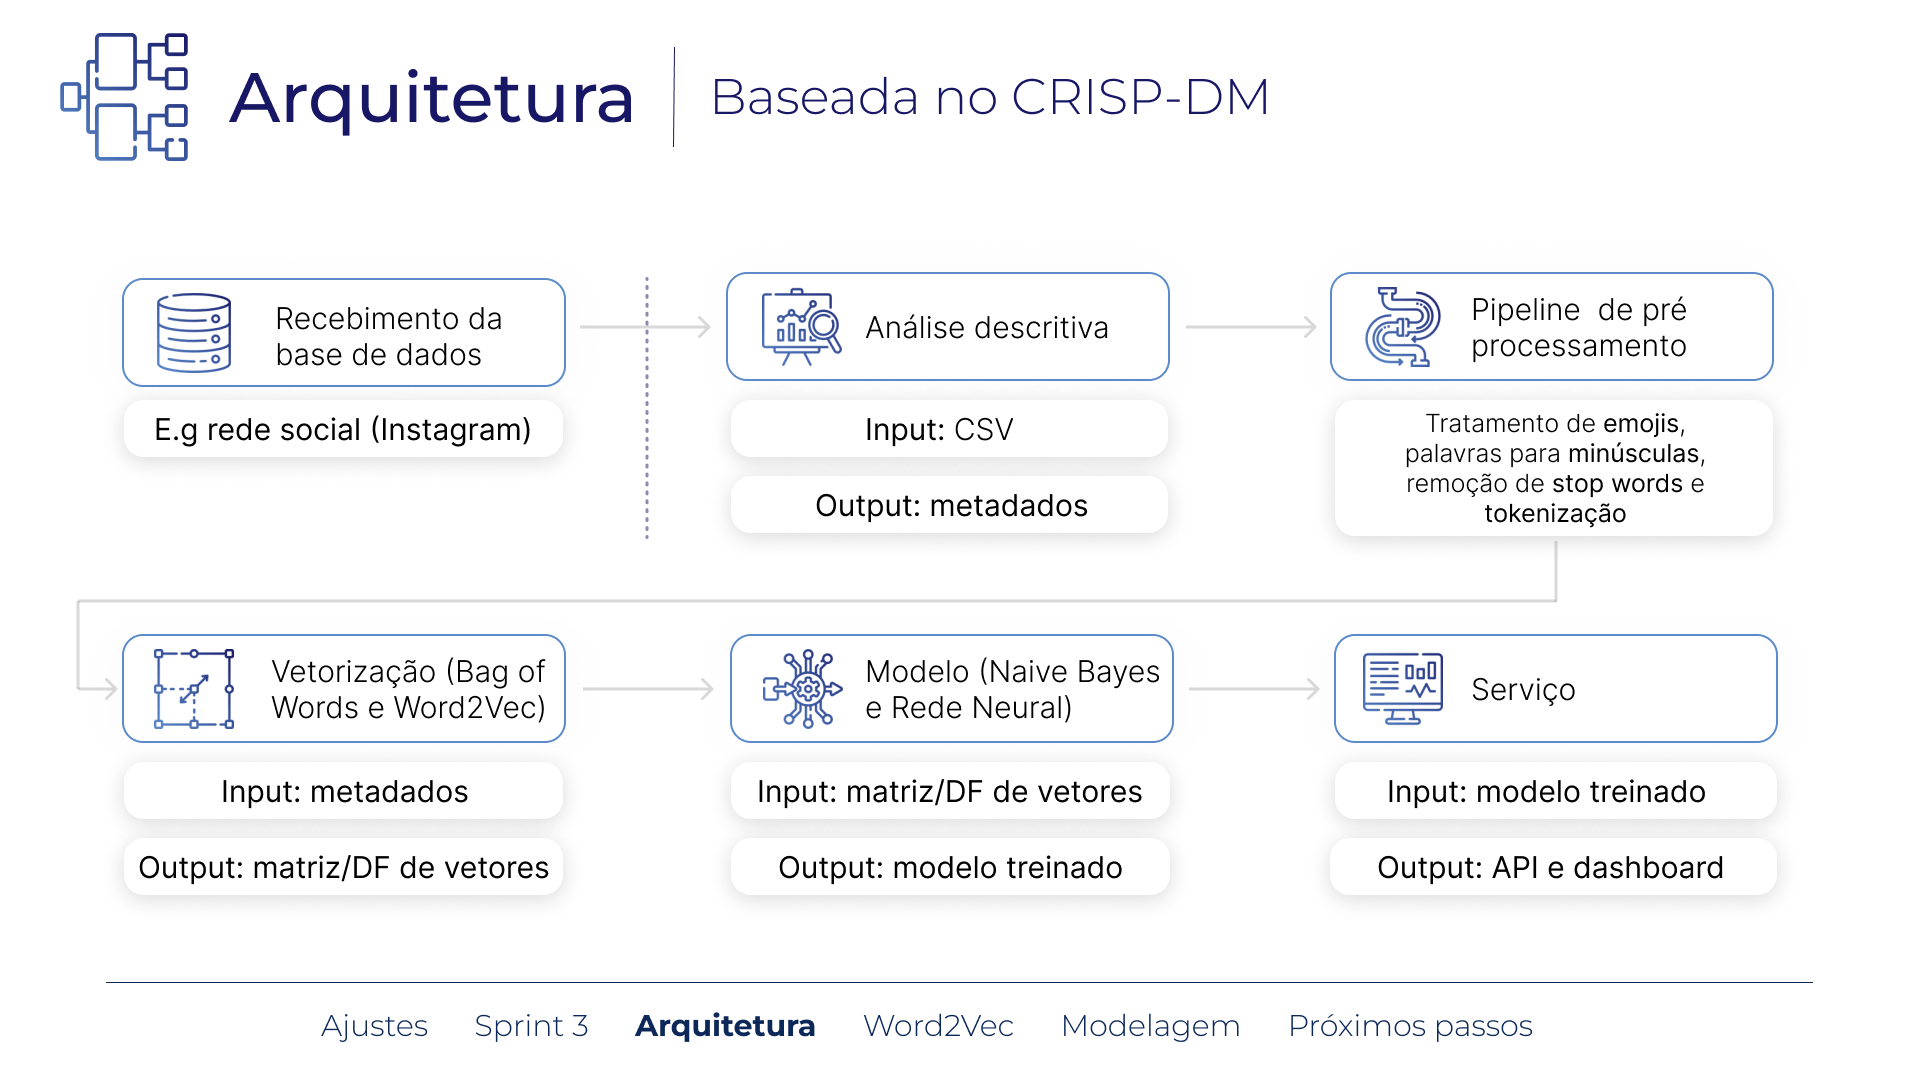 Arquitetura
Baseada no CRISP-DM
Recebimento da
base de dados
E.g rede social (Instagram)
Análise descritiva
Input: CSV
Output: metadados
Pipeline  de pré
processamento
Tratamento de emojis,
palavras para minúsculas,
remoção de stop words e
tokenização
Vetorização (Bag of
Words e Word2Vec)
Input: metadados
Output: matriz/DF de vetores
Modelo (Naive Bayes
e Rede Neural)
Input: matriz/DF de vetores
Output: modelo treinado
Serviço
Input: modelo treinado
Output: API e dashboard
Ajustes Sprint 3 Arquitetura Word2Vec Modelagem Próximos passos